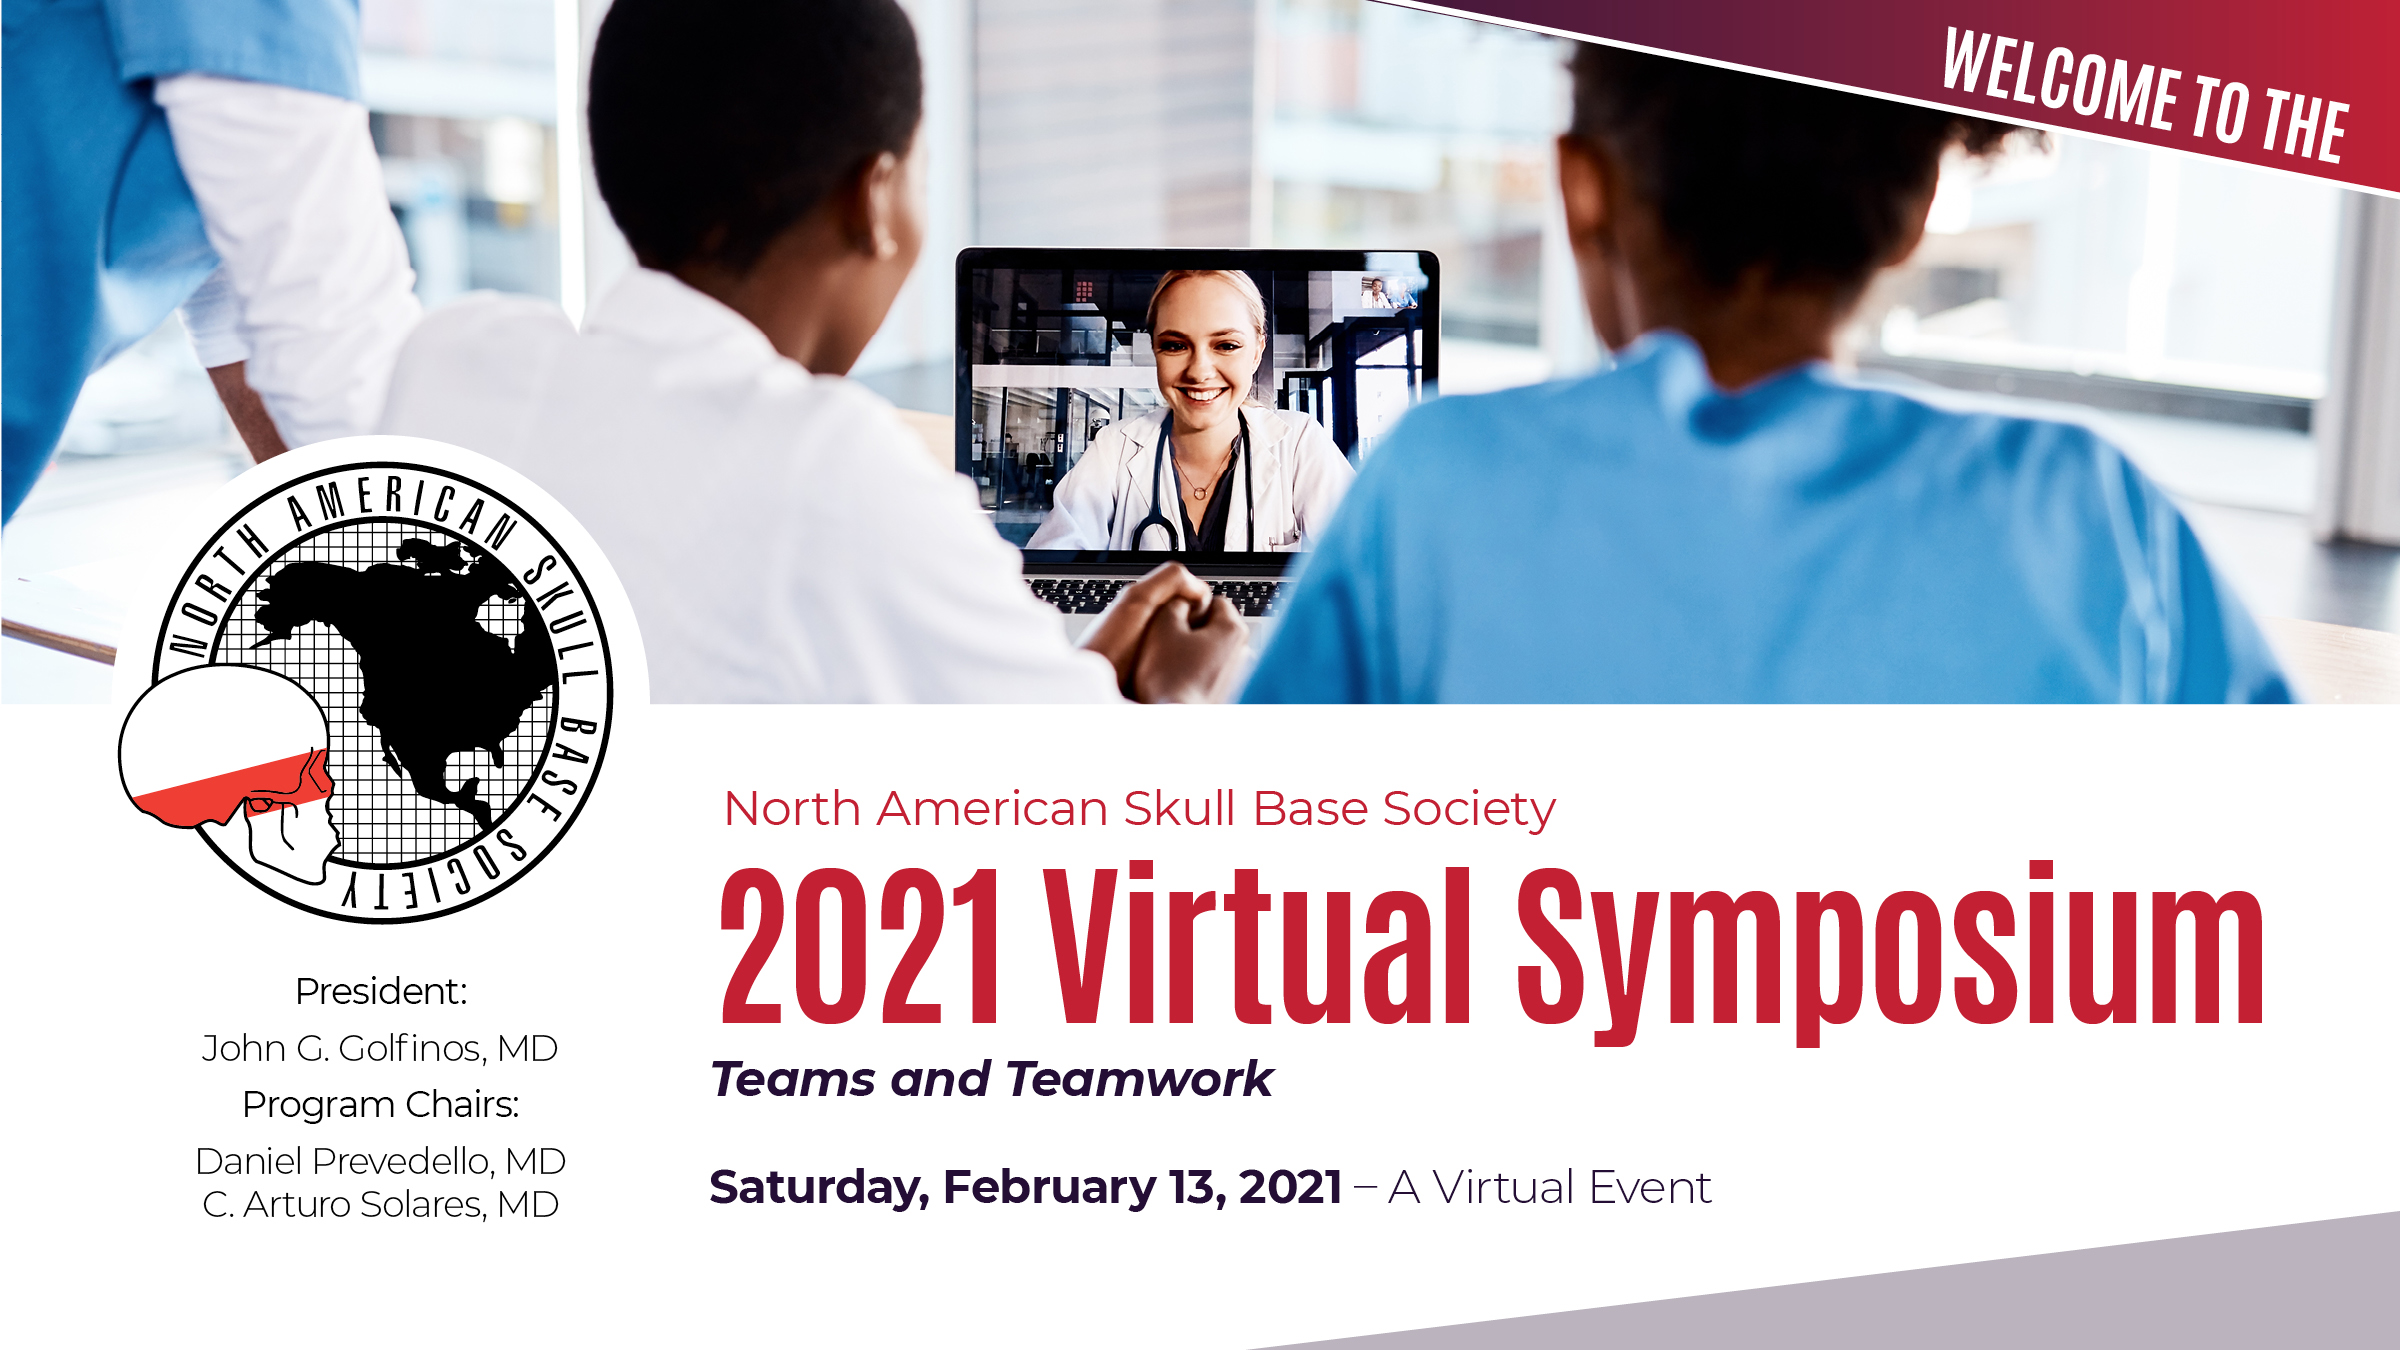 WELCOME TO THE
NORTH AMERICAN SKULL BASE SOCIETY
North American Skull Base Society
2021 Virtual Symposium
Teams and Teamwork
Saturday, February 13, 2021 – A Virtual Event
President:
John G. Golfinos, MD
Program Chairs:
Daniel Prevedello, MD
C. Arturo Solares, MD